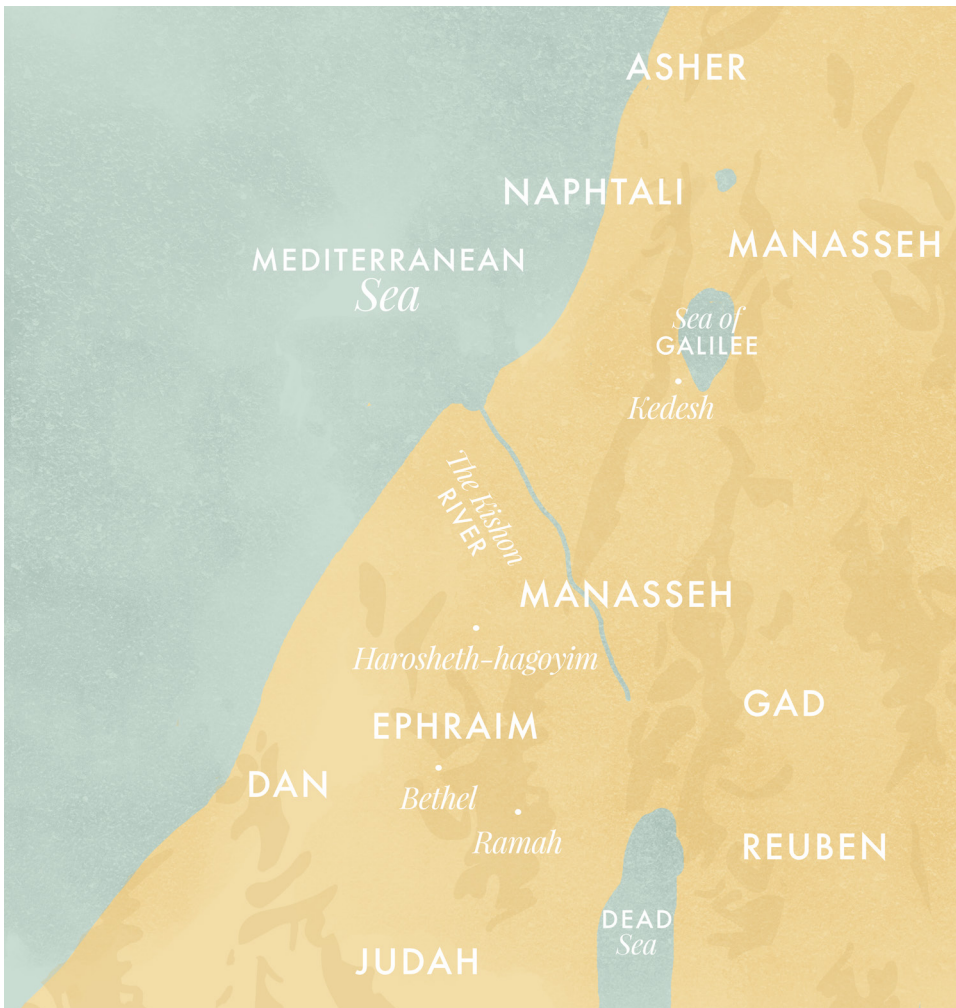 ASHER
NAPHTALI
MANASSEH
MEDITERRANEAN
Sea
Sea of
GALILEE
Kedesh
The Kishon
RIVER
MANASSEH
Harosheth-hagoyim
GAD
EPHRAIM
DAN
Bethel
Ramah
REUBEN
DEAD
Sea
JUDAH